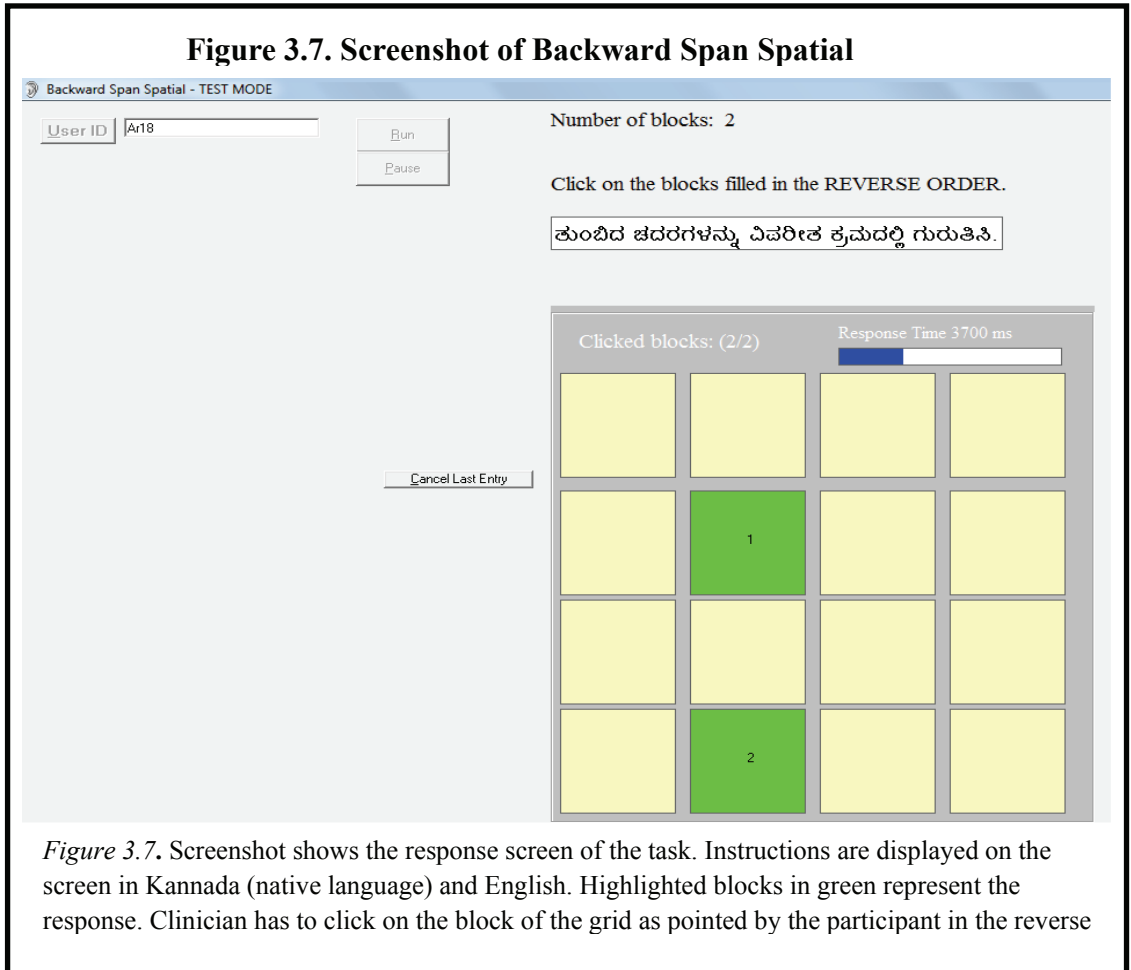 Figure 3.7. Screenshot of Backward Span Spatial
Backward Span Spatial - TEST MODE
User ID Ar18
Run
Pause
Number of blocks: 2
Click on the blocks filled in the REVERSE ORDER.
ತುಂಬಿದ ಚದರಗಳನ್ನು ವಿಪರೀತ ಕ್ರಮದಲ್ಲಿ ಗುರುತಿಸಿ.
Clicked blocks: (2/2)
Response Time 3700 ms
Cancel Last Entry
1
2
Figure 3.7. Screenshot shows the response screen of the task. Instructions are displayed on the
screen in Kannada (native language) and English. Highlighted blocks in green represent the
response. Clinician has to click on the block of the grid as pointed by the participant in the reverse